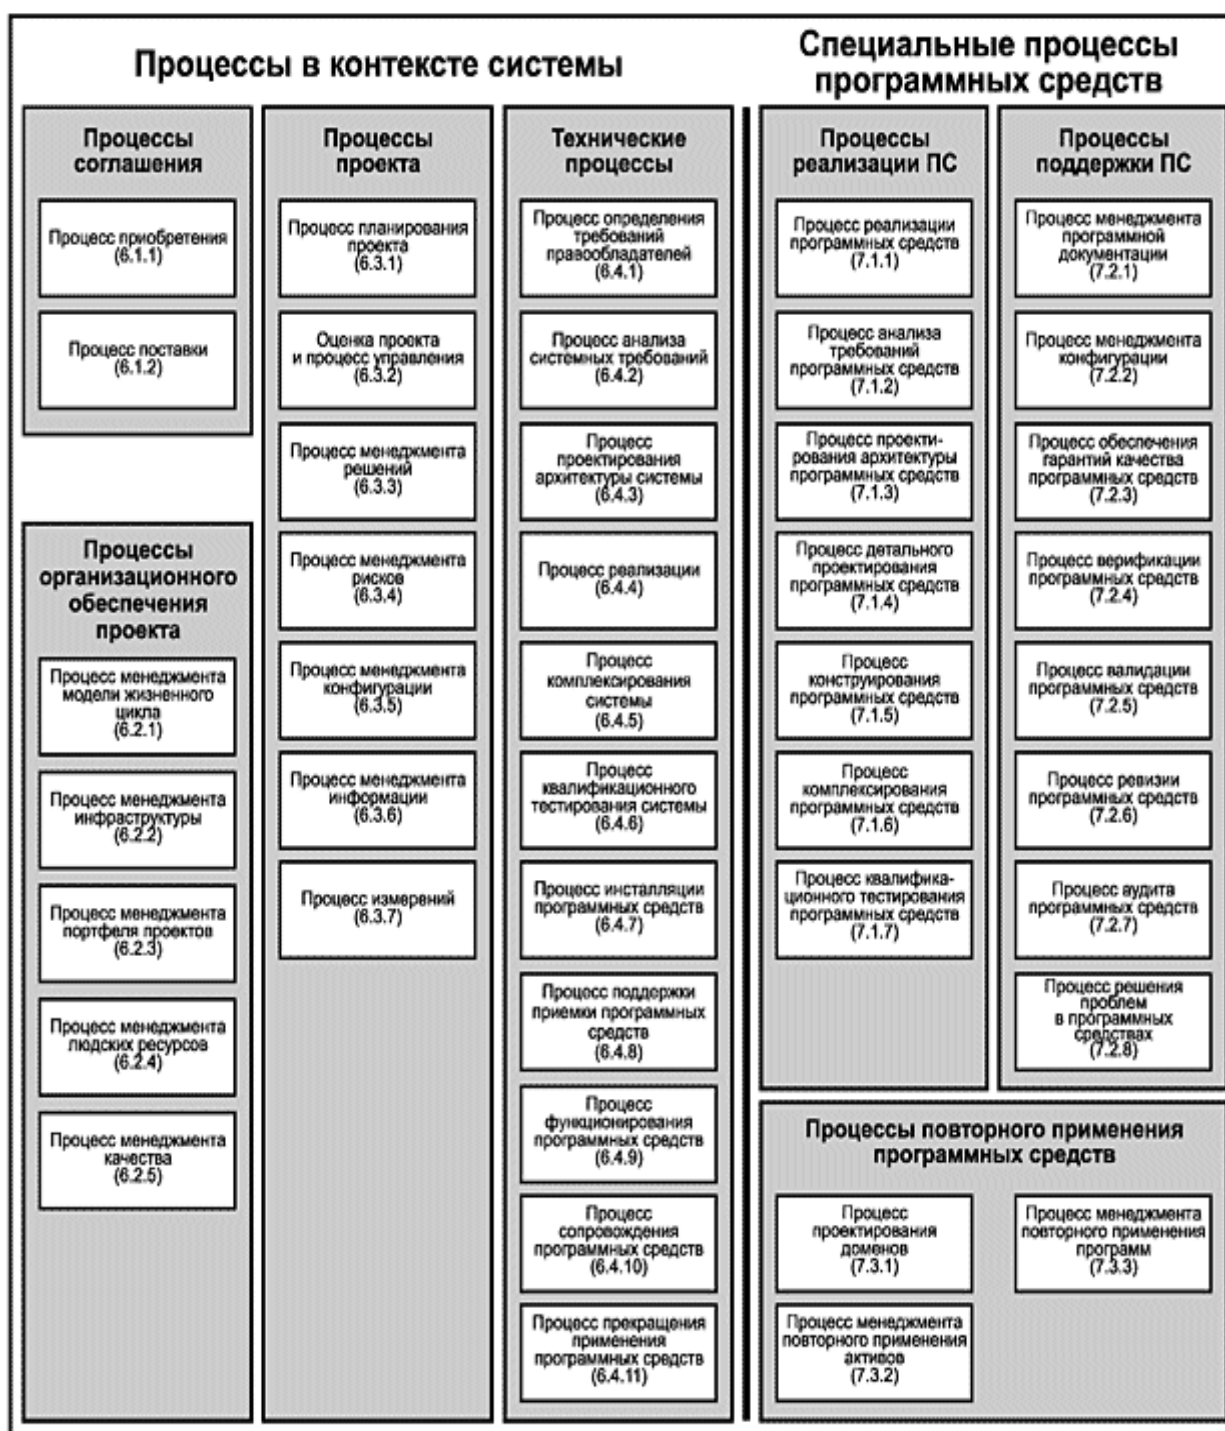 Процессы в контексте системы
Процессы
соглашения
Процесс приобретения
(6.1.1)
Процесс поставки
(6.1.2)
Процессы
организационного
обеспечения
проекта
Процесс менеджмента
модели жизненного
цикла
(6.2.1)
Процесс менеджмента
инфраструктуры
(6.2.2)
Процесс менеджмента
портфеля проектов
(6.2.3)
Процесс менеджмента
людских ресурсов
(6.2.4)
Процесс менеджмента
качества
(6.2.5)
Процессы
проекта
Процесс планирования
проекта
(6.3.1)
Оценка проекта
и процесс управления
(6.3.2)
Процесс менеджмента
решений
(6.3.3)
Процесс менеджмента
рисков
(6.3.4)
Процесс менеджмента
конфигурации
(6.3.5)
Процесс менеджмента
информации
(6.3.6)
Процесс измерений
(6.3.7)
Технические
процессы
Процесс определения
требований
правообладателей
(6.4.1)
Процесс анализа
системных требований
(6.4.2)
Процесс
проектирования
архитектуры системы
(6.4.3)
Процесс реализации
(6.4.4)
Процесс
комплексирования
системы
(6.4.5)
Процесс
квалификационного
тестирования системы
(6.4.6)
Процесс инсталляции
программных средств
(6.4.7)
Процесс поддержки
приемки программных
средств
(6.4.8)
Процесс
функционирования
программных средств
(6.4.9)
Процесс
сопровождения
программных средств
(6.4.10)
Процесс прекращения
применения
программных средств
(6.4.11)
Специальные процессы
программных средств
Процессы
реализации ПС
Процесс реализации
программных средств
(7.1.1)
Процесс анализа
требований
программных средств
(7.1.2)
Процесс проекти-
рования архитектуры
программных средств
(7.1.3)
Процесс детального
проектирования
программных средств
(7.1.4)
Процесс
конструирования
программных средств
(7.1.5)
Процесс
комплексирования
программных средств
(7.1.6)
Процесс квалифика-
ционного тестирования
программных средств
(7.1.7)
Процессы
поддержки ПС
Процесс менеджмента
программной
документации
(7.2.1)
Процесс менеджмента
конфигурации
(7.2.2)
Процесс обеспечения
гарантий качества
программных средств
(7.2.3)
Процесс верификации
программных средств
(7.2.4)
Процесс валидации
программных средств
(7.2.5)
Процесс ревизии
программных средств
(7.2.6)
Процесс аудита
программных средств
(7.2.7)
Процесс решения
проблем
в программных
средствах
(7.2.8)
Процессы повторного применения
программных средств
Процесс
проектирования
доменов
(7.3.1)
Процесс менеджмента
повторного применения
активов
(7.3.2)
Процесс менеджмента
повторного применения
программ
(7.3.3)